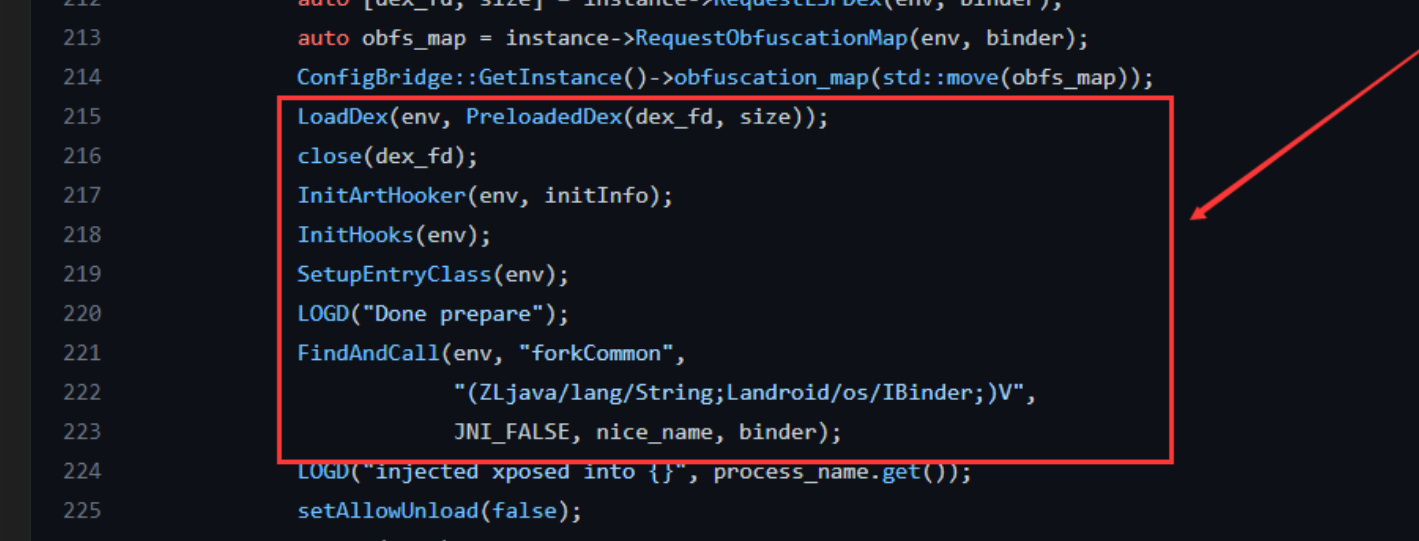 212 auto [dex_fd, size] = instance->RequestLSPDex(env, binder);
213 auto obfs_map = instance->RequestObfuscationMap(env, binder);
214 ConfigBridge::GetInstance()->obfuscation_map(std::move(obfs_map));
215 LoadDex(env, PreloadedDex(dex_fd, size));
216 close(dex_fd);
217 InitArtHooker(env, initInfo);
218 InitHooks(env);
219 SetupEntryClass(env);
220 LOGD("Done prepare");
221 FindAndCall(env, "forkCommon",
222 "(ZLjava/lang/String;Landroid/os/IBinder;)V",
223 JNI_FALSE, nice_name, binder);
224 LOGD("injected xposed into {}", process_name.get());
225 setAllowUnload(false);